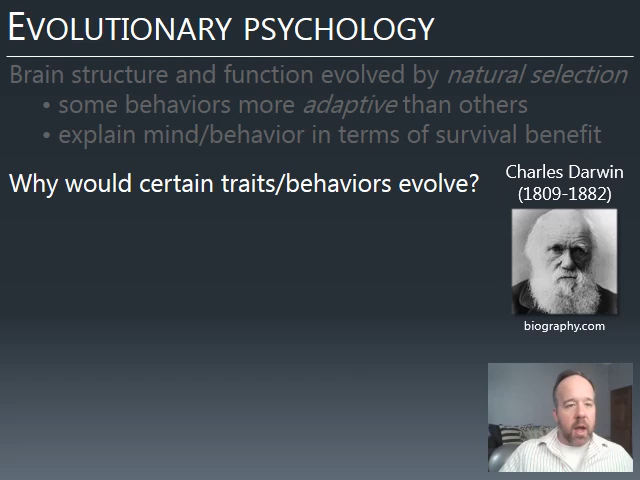 EVOLUTIONARY PSYCHOLOGY
Brain structure and function evolved by natural selection
• some behaviors more adaptive than others
• explain mind/behavior in terms of survival benefit
Why would certain traits/behaviors evolve?
Charles Darwin
(1809-1882)
biography.com